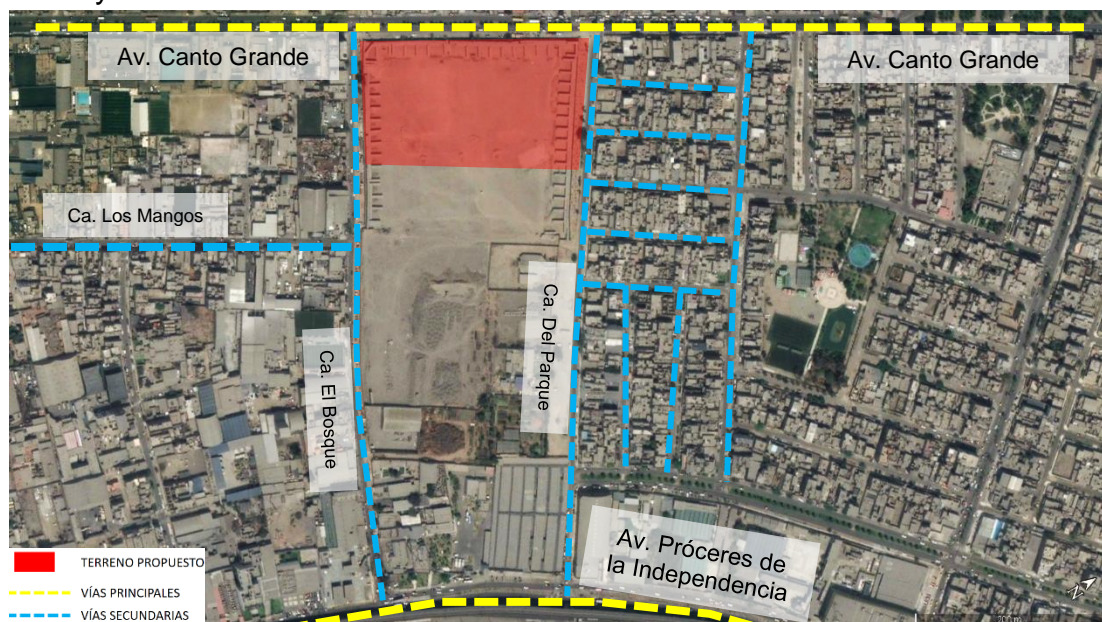 Av. Canto Grande
Av. Canto Grande
Ca. Los Mangos
Ca. El Bosque
Ca. Del Parque
Av. Próceres de
la Independencia
TERRENO PROPUESTO
VÍAS PRINCIPALES
VÍAS SECUNDARIAS
N
200 m